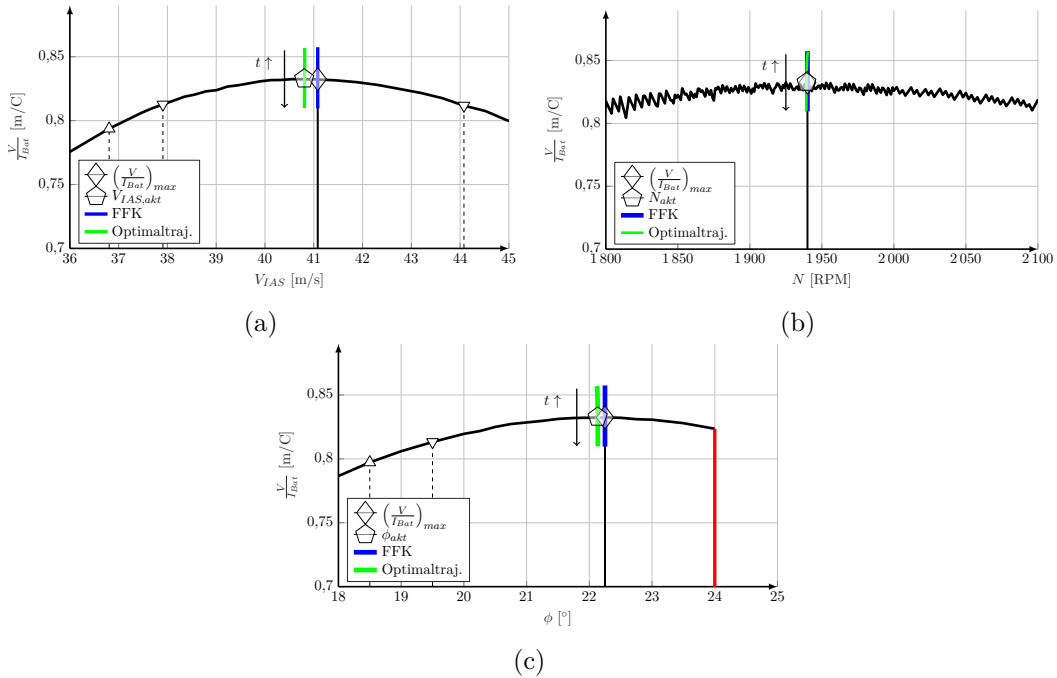 0,85
0,8
0,75
0,7
V/I_Bat [m/C]
t ↑
(V/I_Bat)_max
V_IAS,akt
FFK
Optimaltraj.
36 37 38 39 40 41 42 43 44 45
V_IAS [m/s]
(a)
0,85
0,8
0,75
0,7
V/I_Bat [m/C]
t ↑
(V/I_Bat)_max
N_akt
FFK
Optimaltraj.
1 800 1 850 1 900 1 950 2 000 2 050 2 100
N [RPM]
(b)
0,85
0,8
0,75
0,7
V/I_Bat [m/C]
t ↑
(V/I_Bat)_max
ϕ_akt
FFK
Optimaltraj.
18 19 20 21 22 23 24 25
ϕ [°]
(c)